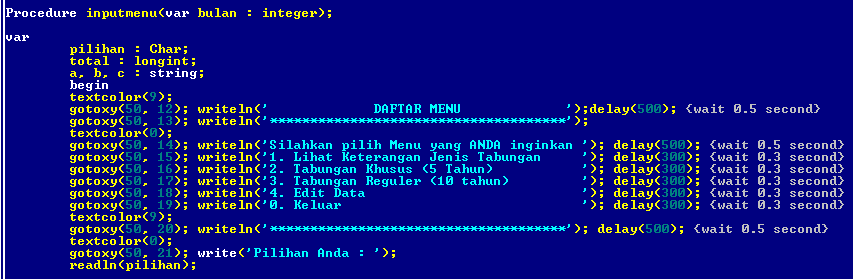 Procedure inputmenu(var bulan : integer);
var
pilihan : Char;
total : longint;
a, b, c : string;
begin
textcolor(9);
gotoxy(50, 12); writeln('             DAFTAR MENU             ');delay(500); {wait 0.5 second}
gotoxy(50, 13); writeln('*************************************');
textcolor(0);
gotoxy(50, 14); writeln('Silahkan pilih Menu yang ANDA inginkan '); delay(500); {wait 0.5 second}
gotoxy(50, 15); writeln('1. Lihat Keterangan Jenis Tabungan     '); delay(300); {wait 0.3 second}
gotoxy(50, 16); writeln('2. Tabungan Khusus (5 Tahun)           '); delay(300); {wait 0.3 second}
gotoxy(50, 17); writeln('3. Tabungan Reguler (10 tahun)         '); delay(300); {wait 0.3 second}
gotoxy(50, 18); writeln('4. Edit Data                           '); delay(300); {wait 0.3 second}
gotoxy(50, 19); writeln('0. Keluar                              '); delay(300); {wait 0.3 second}
textcolor(9);
gotoxy(50, 20); writeln('*************************************'); delay(500); {wait 0.5 second}
textcolor(0);
gotoxy(50, 21); write('Pilihan Anda : ');
readln(pilihan);